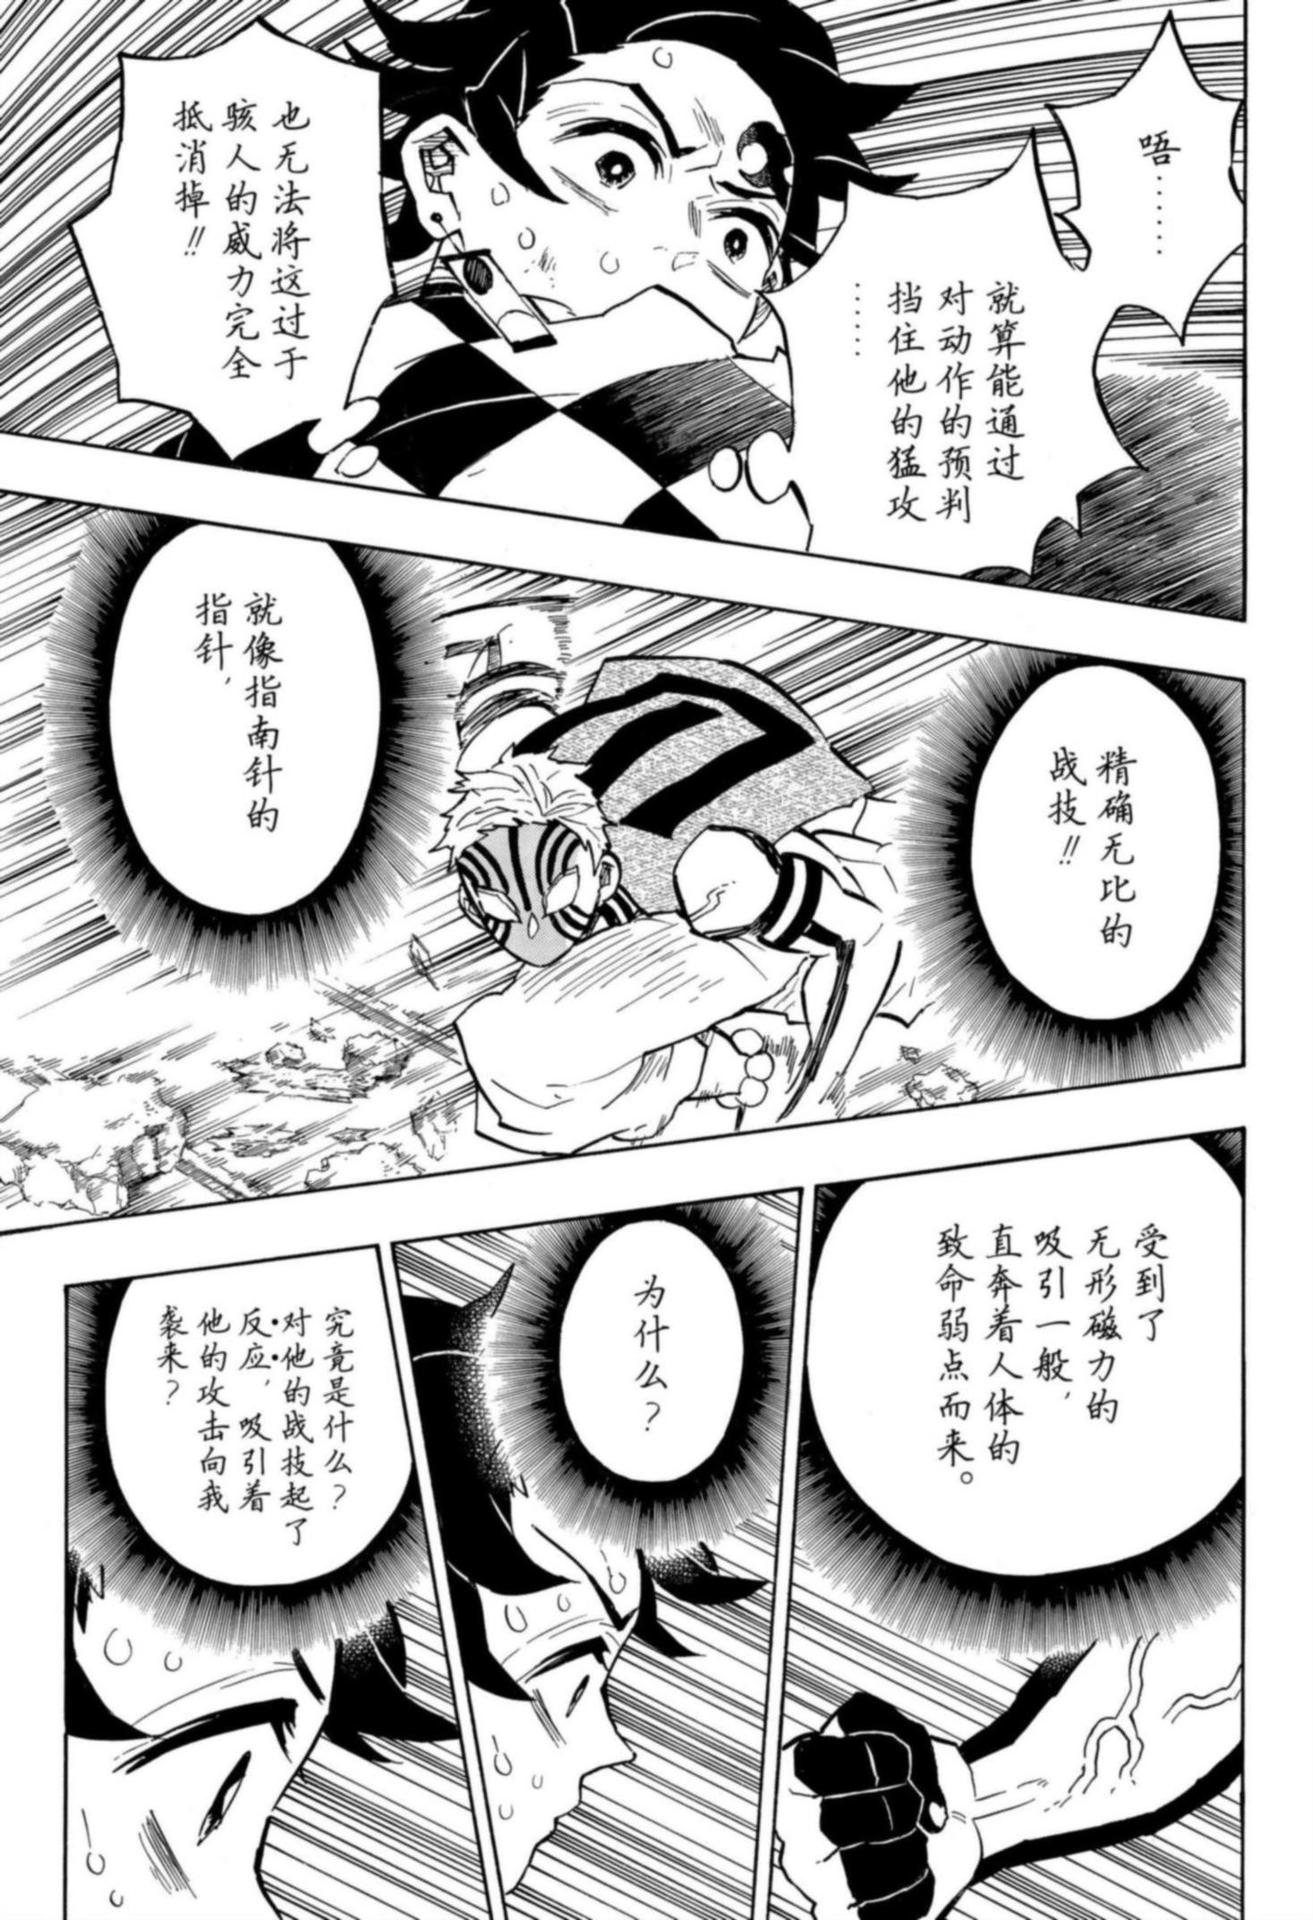 唔……
就算能通过
对动作的预判
挡住他的猛攻
……
也无法将这过于
骇人的威力完全
抵消掉!!
精确无比的
战技!!
就像指南针的
指针，
受到了
无形磁力的
吸引一般，
直奔着人体的
致命弱点而来。
为什么？
究竟是什么？
对他的战技起了
反应，吸引着
他的攻击向我
袭来？